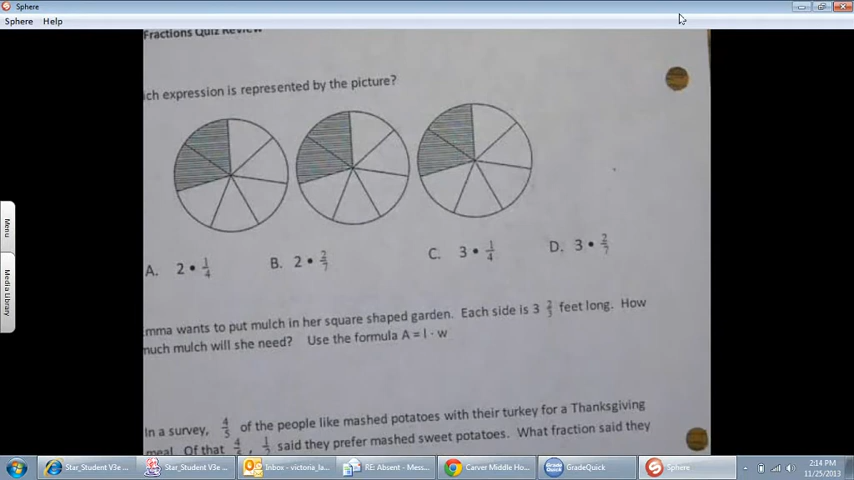 Sphere
Sphere Help
Fractions Quiz Review
ich expression is represented by the picture?
A. 2 • 1/4 B. 2 • 2/7 C. 3 • 1/4 D. 3 • 2/7
mma wants to put mulch in her square shaped garden. Each side is 3 2/3 feet long. How
much mulch will she need? Use the formula A = l · w
In a survey, 4/5 of the people like mashed potatoes with their turkey for a Thanksgiving
meal. Of that said they prefer mashed sweet potatoes. What fraction said they
Menu
Media Library
Star_Student V3e ... Star_Student V3e ... Inbox - victoria_la... RE: Absent - Mess... Carver Middle Ho... GradeQuick Sphere 2:14 PM
11/25/2013